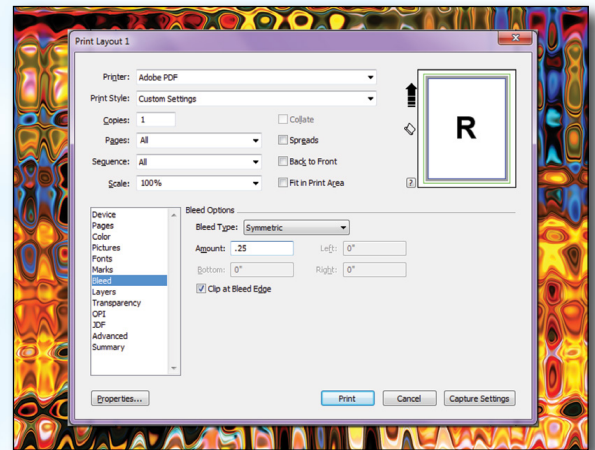 Print Layout 1
Printer: Adobe PDF
Print Style: Custom Settings
Copies: 1 Collate
Pages: All Spreads
Sequence: All Back to Front
Scale: 100% Fit in Print Area
R
?
Device
Pages
Color
Pictures
Fonts
Marks
Bleed
Layers
Transparency
OPI
JDF
Advanced
Summary
Bleed Options
Bleed Type: Symmetric
Amount: .25 Left: 0"
Bottom: 0" Right: 0"
Clip at Bleed Edge
Properties... Print Cancel Capture Settings